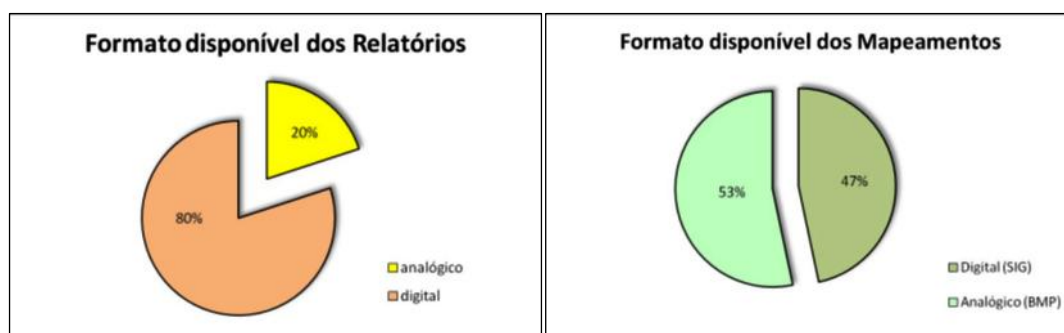 Formato disponível dos Relatórios
20%
80%
analógico
digital
Formato disponível dos Mapeamentos
53%
47%
Digital (SIG)
Analógico (BMP)